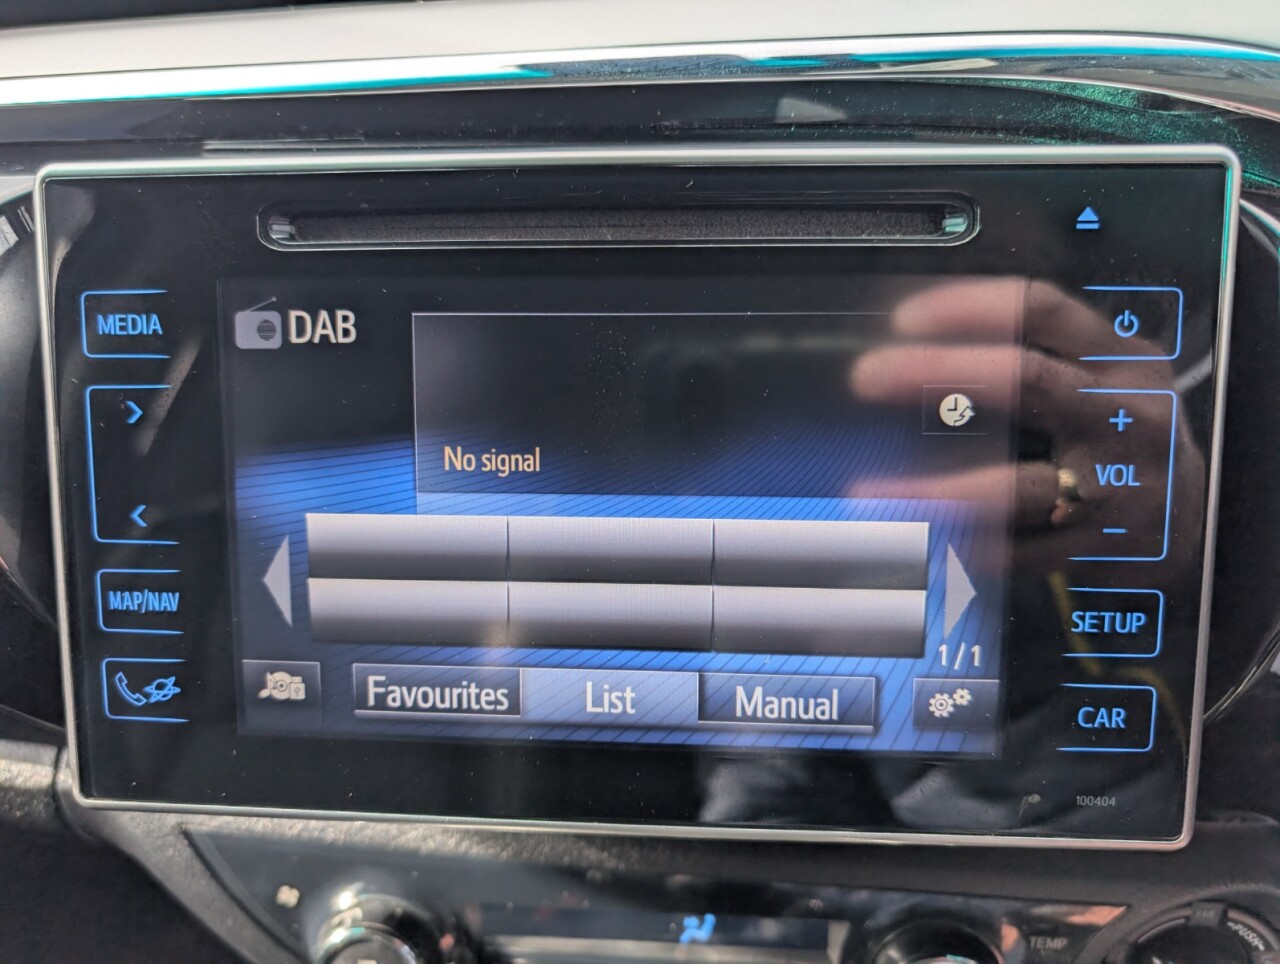 MEDIA
DAB
VOL
No signal
MAP/NAV
SETUP
1/1
Favourites
List
Manual
CAR
100404
TEMP
PUSH